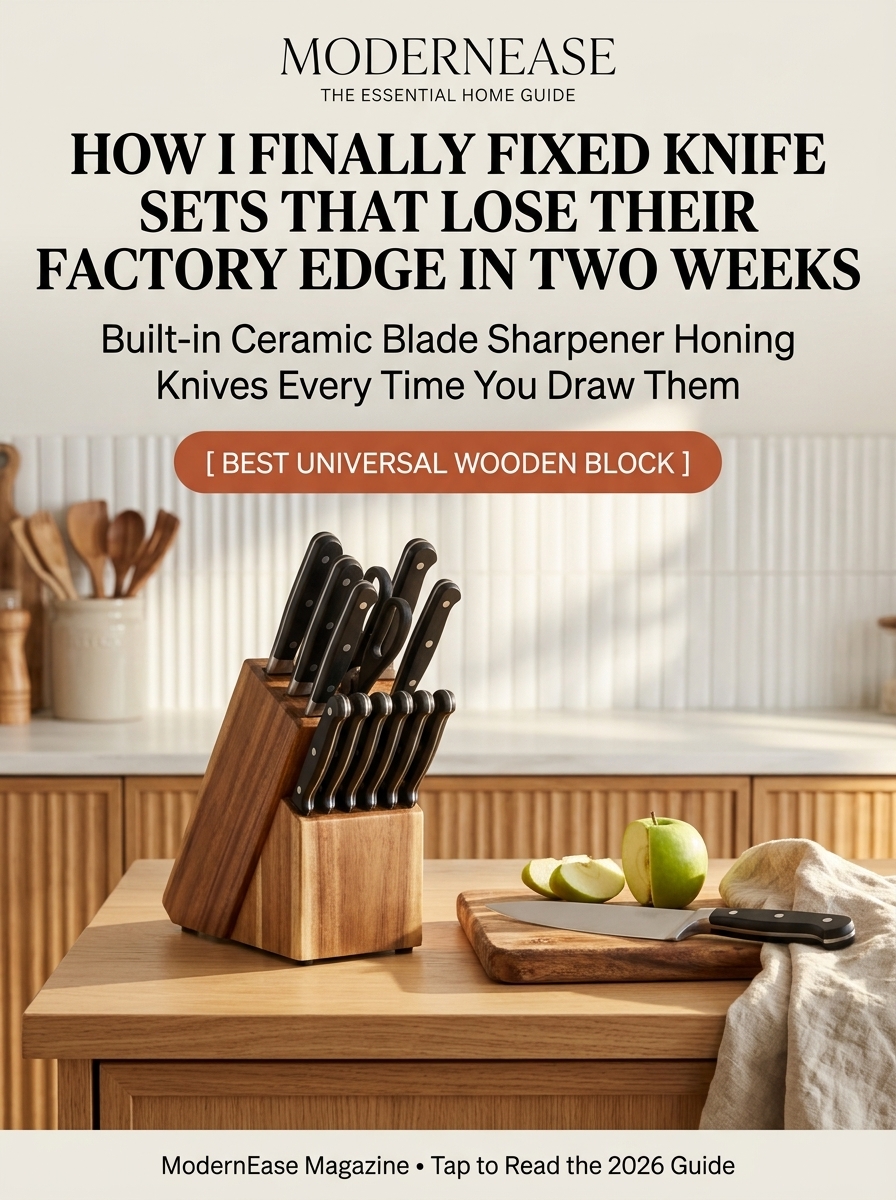 MODERNEASE
THE ESSENTIAL HOME GUIDE
HOW I FINALLY FIXED KNIFE
SETS THAT LOSE THEIR
FACTORY EDGE IN TWO WEEKS
Built-in Ceramic Blade Sharpener Honing
Knives Every Time You Draw Them
[ BEST UNIVERSAL WOODEN BLOCK ]
ModernEase Magazine • Tap to Read the 2026 Guide